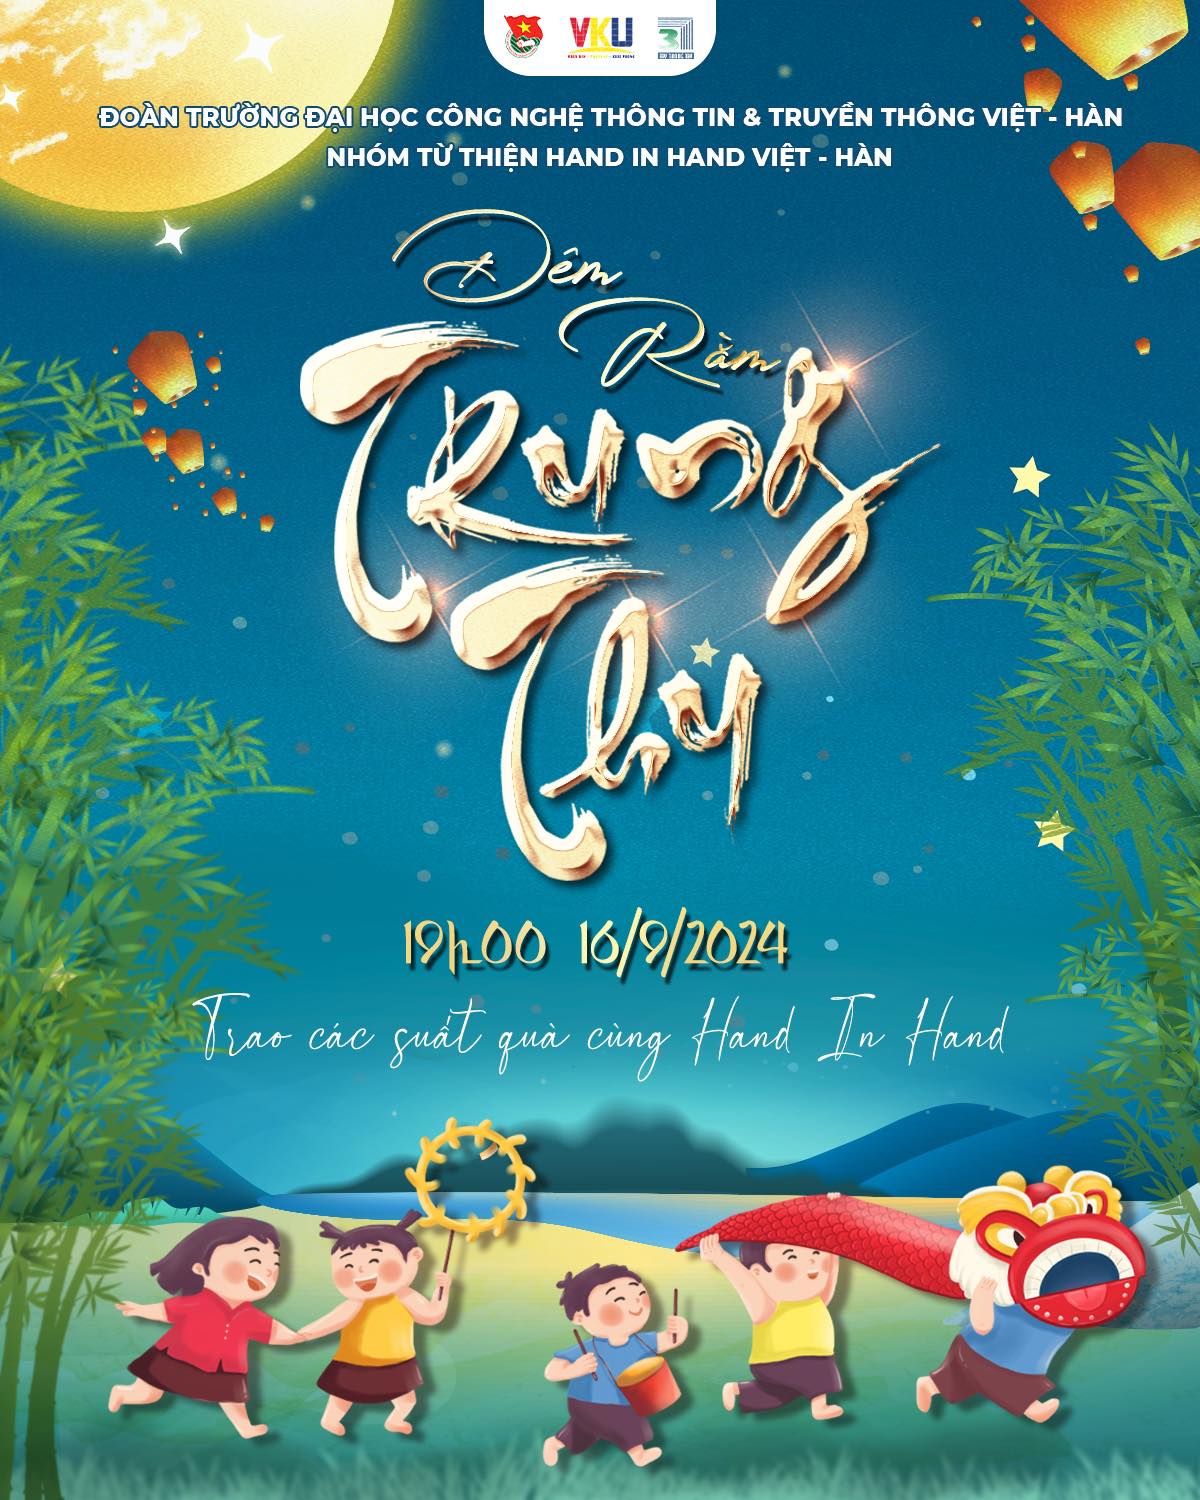 VKU
ĐOÀN TRƯỜNG ĐẠI HỌC CÔNG NGHỆ THÔNG TIN & TRUYỀN THÔNG VIỆT - HÀN
NHÓM TỪ THIỆN HAND IN HAND VIỆT - HÀN
Đêm
Rằm
Trung
Thu
19h00 16/9/2024
Trao các suất quà cùng Hand In Hand